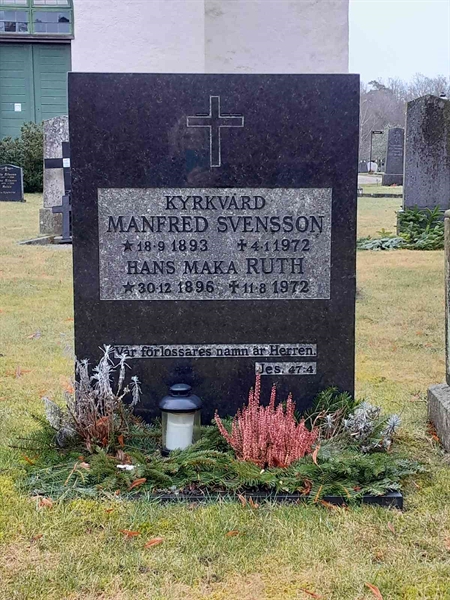 KYRKVÄRD
MANFRED SVENSSON
★18-9 1893 ✝4-1 1972
HANS MAKA RUTH
★30-12 1896 ✝11-8 1972
Vår förlossares namn är Herren.
Jes. 47:4